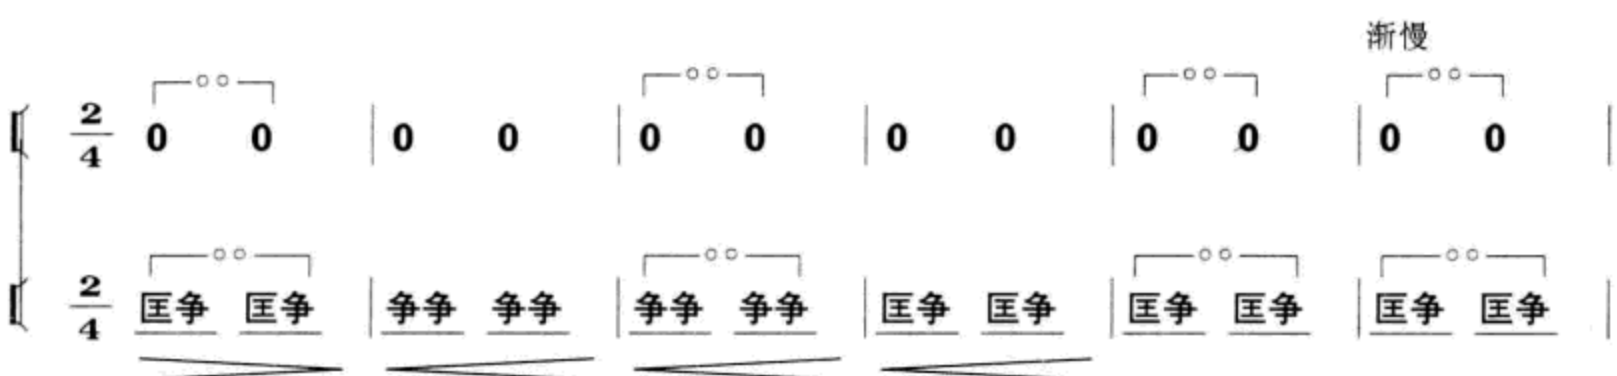 渐慢
2/4 0 0 | 0 0 | 0 0 | 0 0 | 0 0 | 0 0 |
2/4 匡争 匡争 | 争争 争争 | 争争 争争 | 匡争 匡争 | 匡争 匡争 | 匡争 匡争 |